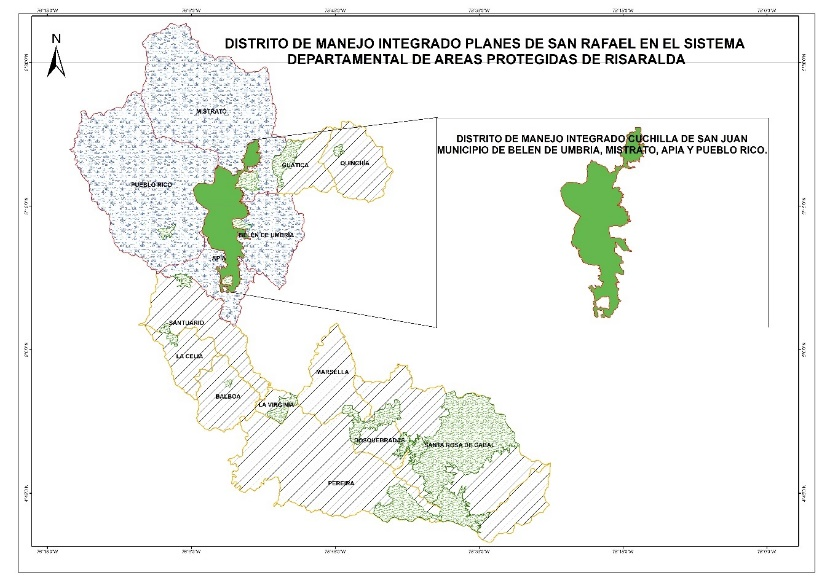 N
DISTRITO DE MANEJO INTEGRADO PLANES DE SAN RAFAEL EN EL SISTEMA
DEPARTAMENTAL DE AREAS PROTEGIDAS DE RISARALDA
MISTRATO
DISTRITO DE MANEJO INTEGRADO CUCHILLA DE SAN JUAN
MUNICIPIO DE BELEN DE UMBRIA, MISTRATO, APIA Y PUEBLO RICO.
GUATICA
QUINCHIA
PUEBLO RICO
BELEN DE UMBRIA
APIA
SANTUARIO
LA CELIA
MARSELLA
BALBOA
LA VIRGINIA
DOSQUEBRADAS
SANTA ROSA DE CABAL
PEREIRA